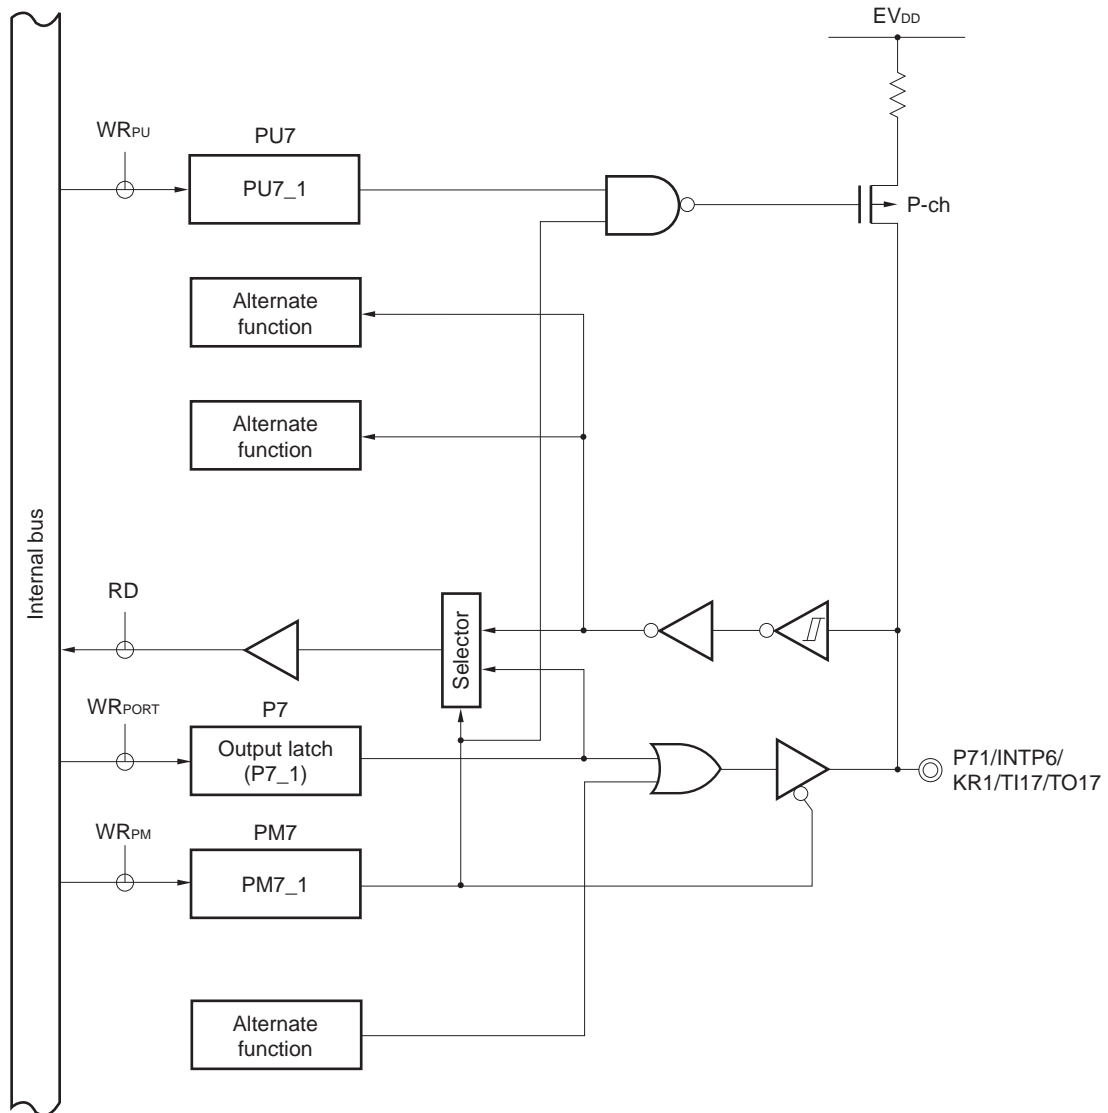 EVDD
WRPU
PU7
PU7_1
P-ch
Alternate
function
Alternate
function
Internal bus
RD
Selector
WRPORT
P7
Output latch
(P7_1)
P71/INTP6/
KR1/TI17/TO17
WRPM
PM7
PM7_1
Alternate
function